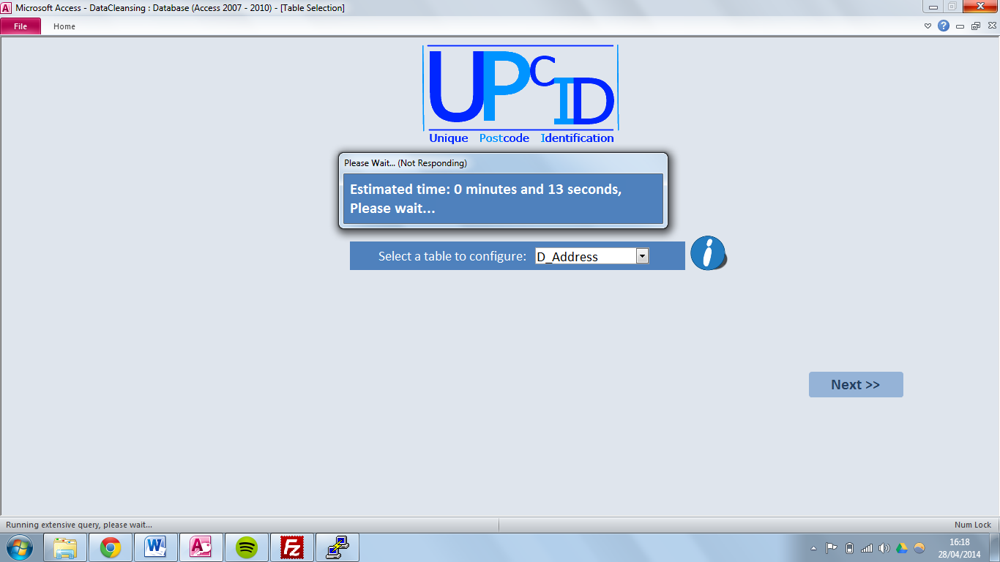 Microsoft Access - DataCleansing : Database (Access 2007 - 2010) - [Table Selection]
File Home
UPCID
Unique Postcode Identification
Please Wait... (Not Responding)
Estimated time: 0 minutes and 13 seconds,
Please wait...
Select a table to configure: D_Address
Next >>
Running extensive query, please wait... Num Lock
16:18
28/04/2014